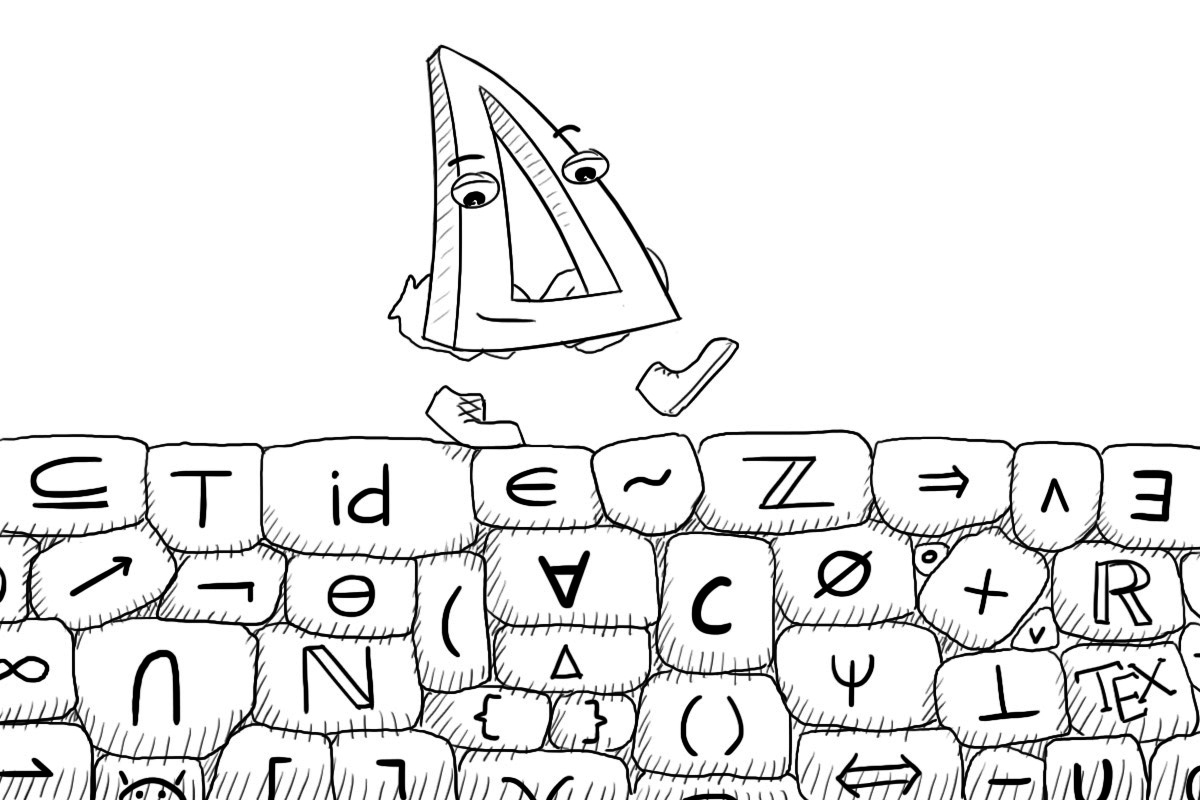 ⊆ T id ∈ ~ ℤ ⇒ ∧ ∃
↗ ¬ ⊖ ( ∀ C ∅ ∘ + ℝ
∞ ∩ ℕ Δ ψ ∨ ⊥ TEX
{ } ( )
→ [ ] ⇔ − ∪